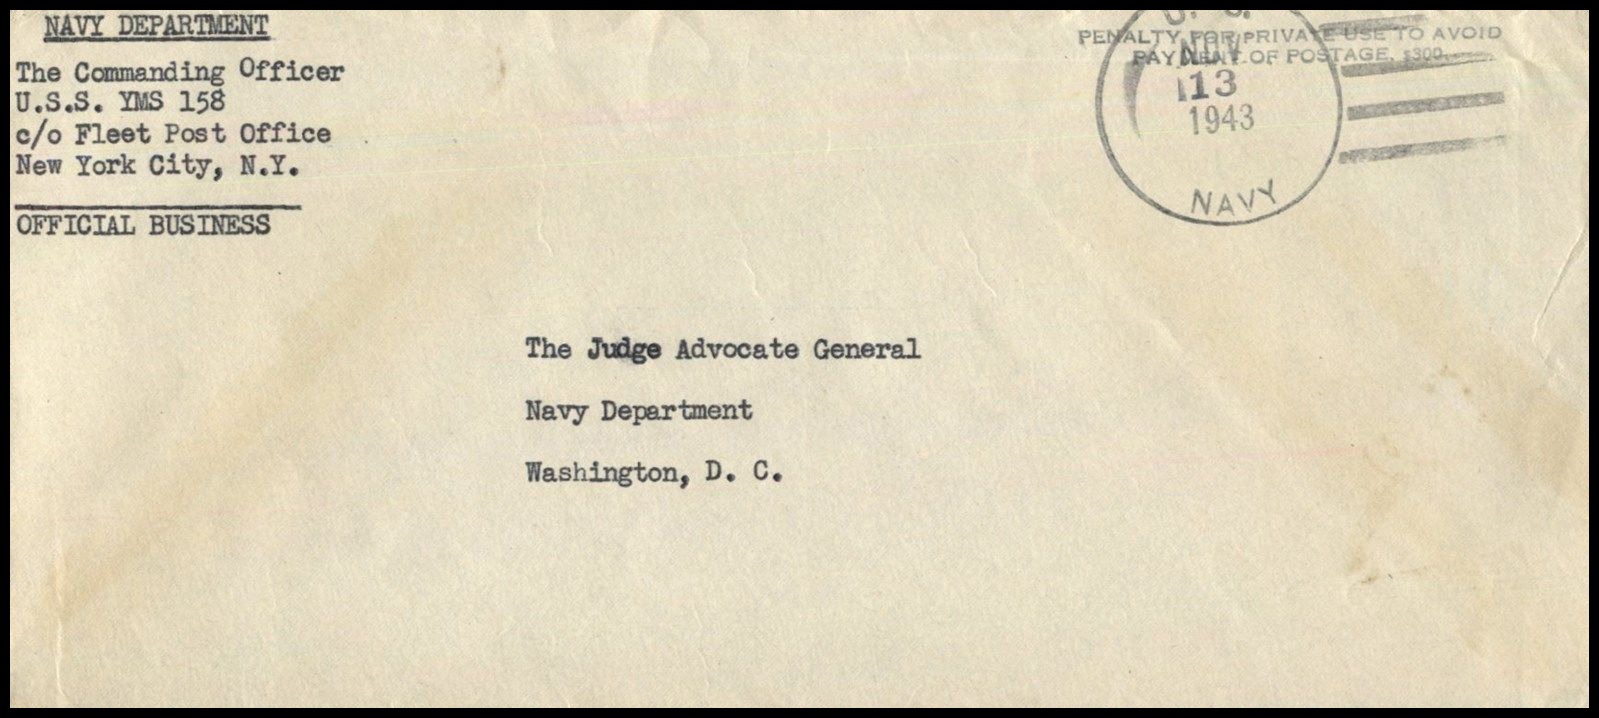 NAVY DEPARTMENT
The Commanding Officer
U.S.S. YMS 158
c/o Fleet Post Office
New York City, N.Y.
OFFICIAL BUSINESS
PENALTY FOR PRIVATE USE TO AVOID
PAYMENT OF POSTAGE, $300.
U. S.
NOV
13
1943
NAVY
The Judge Advocate General
Navy Department
Washington, D. C.